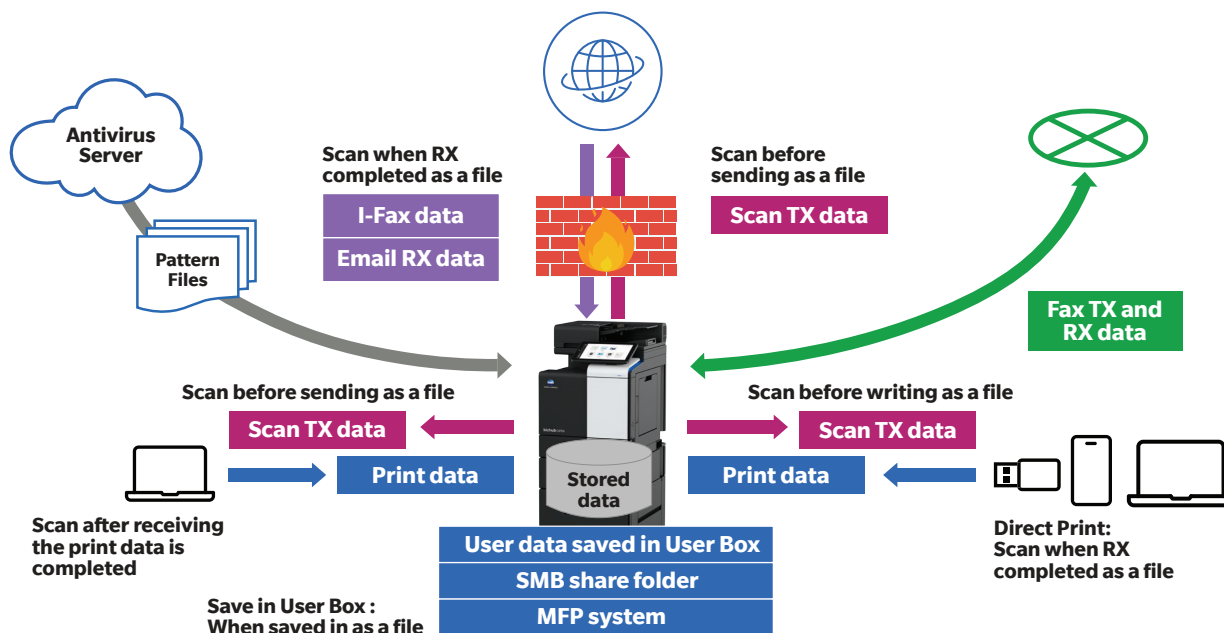 Antivirus
Server
Pattern
Files
Scan when RX
completed as a file
I-Fax data
Email RX data
Scan before
sending as a file
Scan TX data
Fax TX and
RX data
Scan before sending as a file
Scan TX data
Print data
Scan before writing as a file
Scan TX data
Print data
Stored
data
Scan after receiving
the print data is
completed
Direct Print:
Scan when RX
completed as a file
User data saved in User Box
SMB share folder
MFP system
Save in User Box :
When saved in as a file